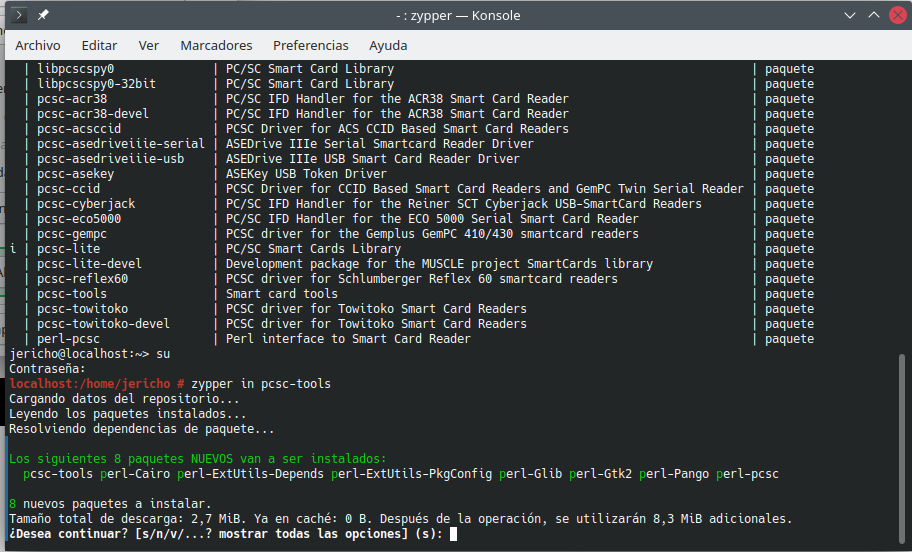 - : zypper — Konsole
Archivo Editar Ver Marcadores Preferencias Ayuda
| libpcscspy0 | PC/SC Smart Card Library | paquete
| libpcscspy0-32bit | PC/SC Smart Card Library | paquete
| pcsc-acr38 | PC/SC IFD Handler for the ACR38 Smart Card Reader | paquete
| pcsc-acr38-devel | PC/SC IFD Handler for the ACR38 Smart Card Reader | paquete
| pcsc-acsccid | PCSC Driver for ACS CCID Based Smart Card Readers | paquete
| pcsc-asedriveiiie-serial | ASEDrive IIIe Serial Smartcard Reader Driver | paquete
| pcsc-asedriveiiie-usb | ASEDrive IIIe USB Smart Card Reader Driver | paquete
| pcsc-asekey | ASEKey USB Token Driver | paquete
| pcsc-ccid | PCSC Driver for CCID Based Smart Card Readers and GemPC Twin Serial Reader | paquete
| pcsc-cyberjack | PC/SC IFD Handler for the Reiner SCT Cyberjack USB-SmartCard Readers | paquete
| pcsc-eco5000 | PC/SC IFD Handler for the ECO 5000 Serial Smart Card Reader | paquete
| pcsc-gempc | PCSC driver for the Gemplus GemPC 410/430 smartcard readers | paquete
i | pcsc-lite | PC/SC Smart Cards Library | paquete
| pcsc-lite-devel | Development package for the MUSCLE project SmartCards library | paquete
| pcsc-reflex60 | PCSC driver for Schlumberger Reflex 60 smartcard readers | paquete
| pcsc-tools | Smart card tools | paquete
| pcsc-towitoko | PCSC driver for Towitoko Smart Card Readers | paquete
| pcsc-towitoko-devel | PCSC driver for Towitoko Smart Card Readers | paquete
| perl-pcsc | Perl interface to Smart Card Reader | paquete
jericho@localhost:~> su
Contraseña:
localhost:/home/jericho # zypper in pcsc-tools
Cargando datos del repositorio...
Leyendo los paquetes instalados...
Resolviendo dependencias de paquete...
Los siguientes 8 paquetes NUEVOS van a ser instalados:
pcsc-tools perl-Cairo perl-ExtUtils-Depends perl-ExtUtils-PkgConfig perl-Glib perl-Gtk2 perl-Pango perl-pcsc
8 nuevos paquetes a instalar.
Tamaño total de descarga: 2,7 MiB. Ya en caché: 0 B. Después de la operación, se utilizarán 8,3 MiB adicionales.
¿Desea continuar? [s/n/v/...? mostrar todas las opciones] (s):